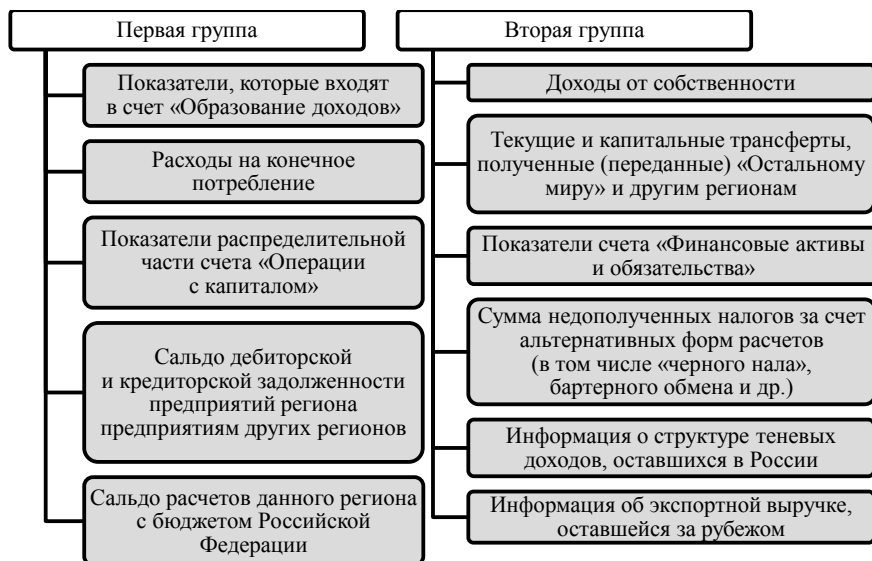 Первая группа
Показатели, которые входят
в счет «Образование доходов»
Расходы на конечное
потребление
Показатели распределительной
части счета «Операции
с капиталом»
Сальдо дебиторской
и кредиторской задолженности
предприятий региона
предприятиям других регионов
Сальдо расчетов данного региона
с бюджетом Российской
Федерации
Вторая группа
Доходы от собственности
Текущие и капитальные трансферты,
полученные (переданные) «Остальному
миру» и другим регионам
Показатели счета «Финансовые активы
и обязательства»
Сумма недополученных налогов за счет
альтернативных форм расчетов
(в том числе «черного нала»,
бартерного обмена и др.)
Информация о структуре теневых
доходов, оставшихся в России
Информация об экспортной выручке,
оставшейся за рубежом